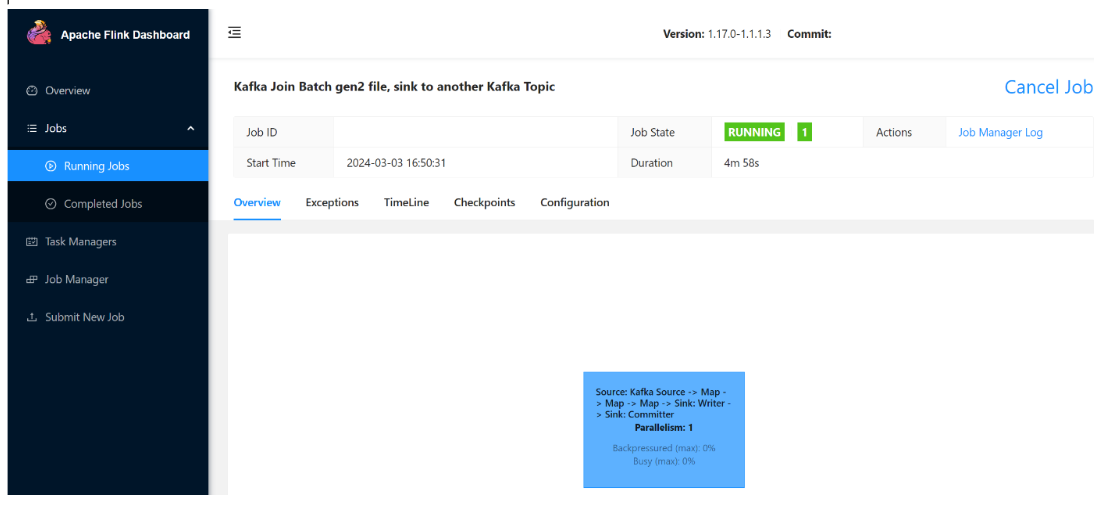 Apache Flink Dashboard
Version: 1.17.0-1.1.1.3 Commit:
Overview
Jobs
Running Jobs
Completed Jobs
Task Managers
Job Manager
Submit New Job
Kafka Join Batch gen2 file, sink to another Kafka Topic
Cancel Job
Job ID
Job State RUNNING 1
Actions Job Manager Log
Start Time 2024-03-03 16:50:31
Duration 4m 58s
Overview Exceptions TimeLine Checkpoints Configuration
Source: Kafka Source -> Map -
> Map -> Map -> Sink: Writer -
> Sink: Committer
Parallelism: 1
Backpressured (max): 0%
Busy (max): 0%